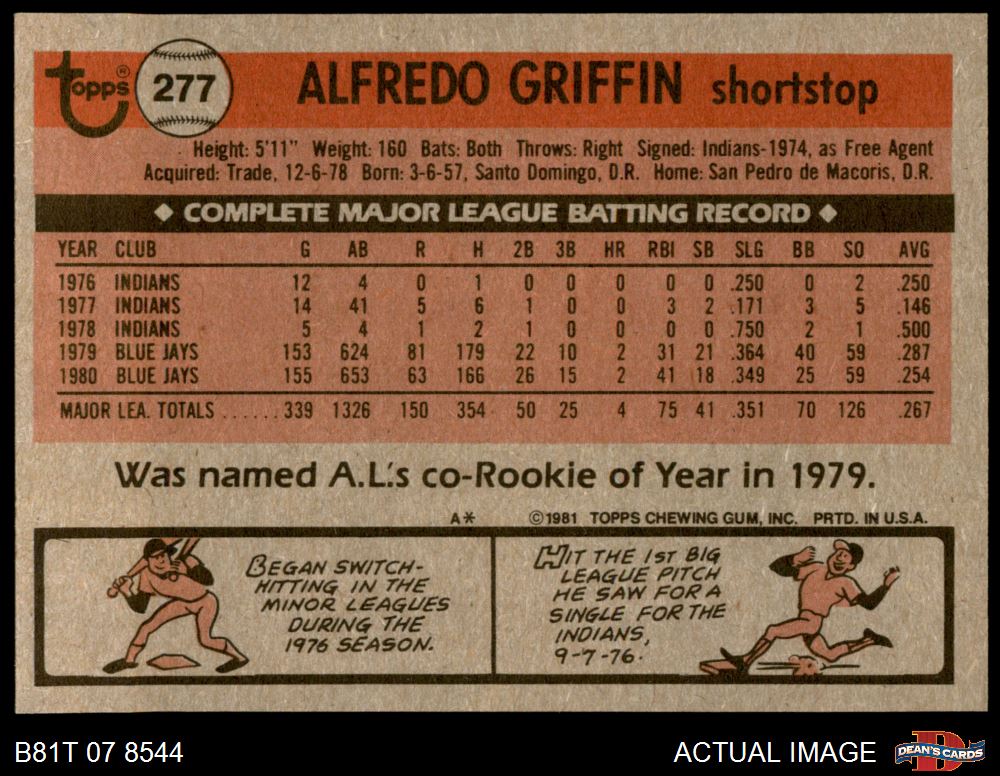 topps® 277 ALFREDO GRIFFIN shortstop
Height: 5'11" Weight: 160 Bats: Both Throws: Right Signed: Indians-1974, as Free Agent
Acquired: Trade, 12-6-78 Born: 3-6-57, Santo Domingo, D.R. Home: San Pedro de Macoris, D.R.
◆ COMPLETE MAJOR LEAGUE BATTING RECORD ◆
YEAR CLUB G AB R H 2B 3B HR RBI SB SLG BB SO AVG
1976 INDIANS 12 4 0 1 0 0 0 0 0 .250 0 2 .250
1977 INDIANS 14 41 5 6 1 0 0 3 2 .171 3 5 .146
1978 INDIANS 5 4 1 2 1 0 0 0 0 .750 2 1 .500
1979 BLUE JAYS 153 624 81 179 22 10 2 31 21 .364 40 59 .287
1980 BLUE JAYS 155 653 63 166 26 15 2 41 18 .349 25 59 .254
MAJOR LEA. TOTALS ...... 339 1326 150 354 50 25 4 75 41 .351 70 126 .267
Was named A.L.'s co-Rookie of Year in 1979.
A* ©1981 TOPPS CHEWING GUM, INC. PRTD. IN U.S.A.
BEGAN SWITCH-
HITTING IN THE
MINOR LEAGUES
DURING THE
1976 SEASON.
HIT THE 1ST BIG
LEAGUE PITCH
HE SAW FOR A
SINGLE FOR THE
INDIANS,
9-7-76.
B81T 07 8544 ACTUAL IMAGE DEAN'S CARDS